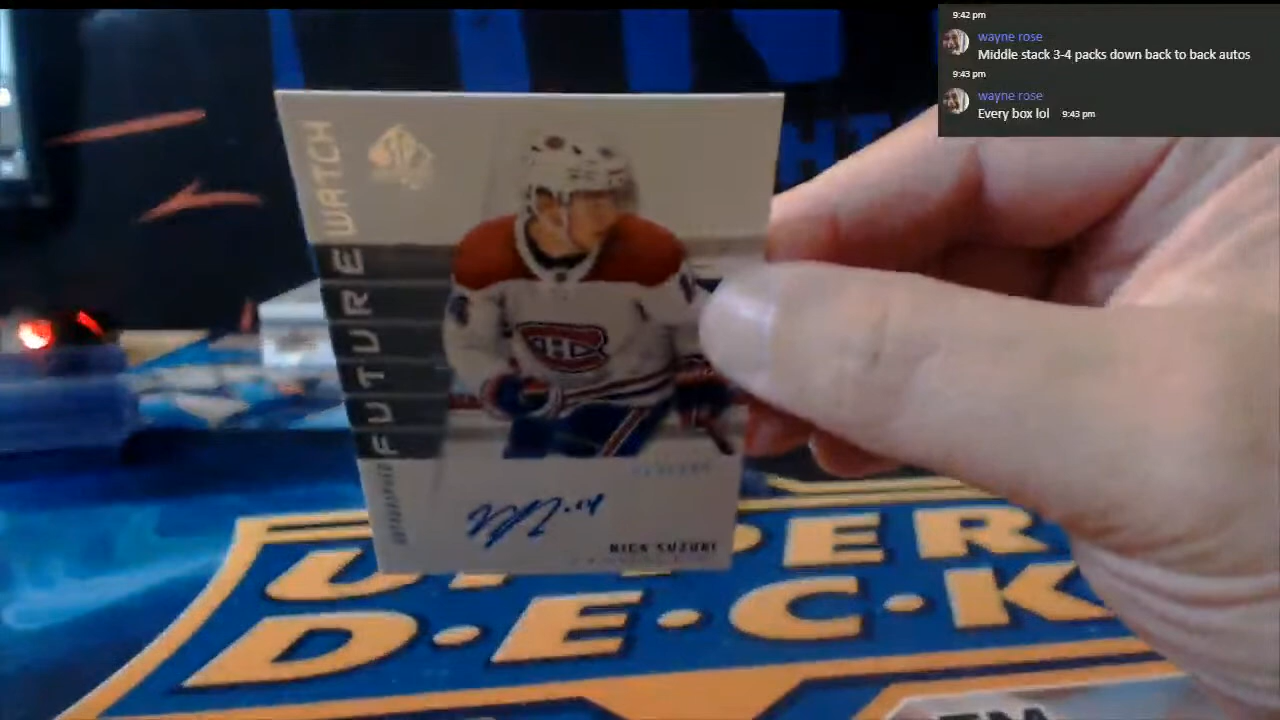 9:42 pm
wayne rose
Middle stack 3-4 packs down back to back autos
9:43 pm
wayne rose
Every box lol 9:43 pm
FUTURE WATCH
NICK SUZUKI
UPPER
D·E·C·K